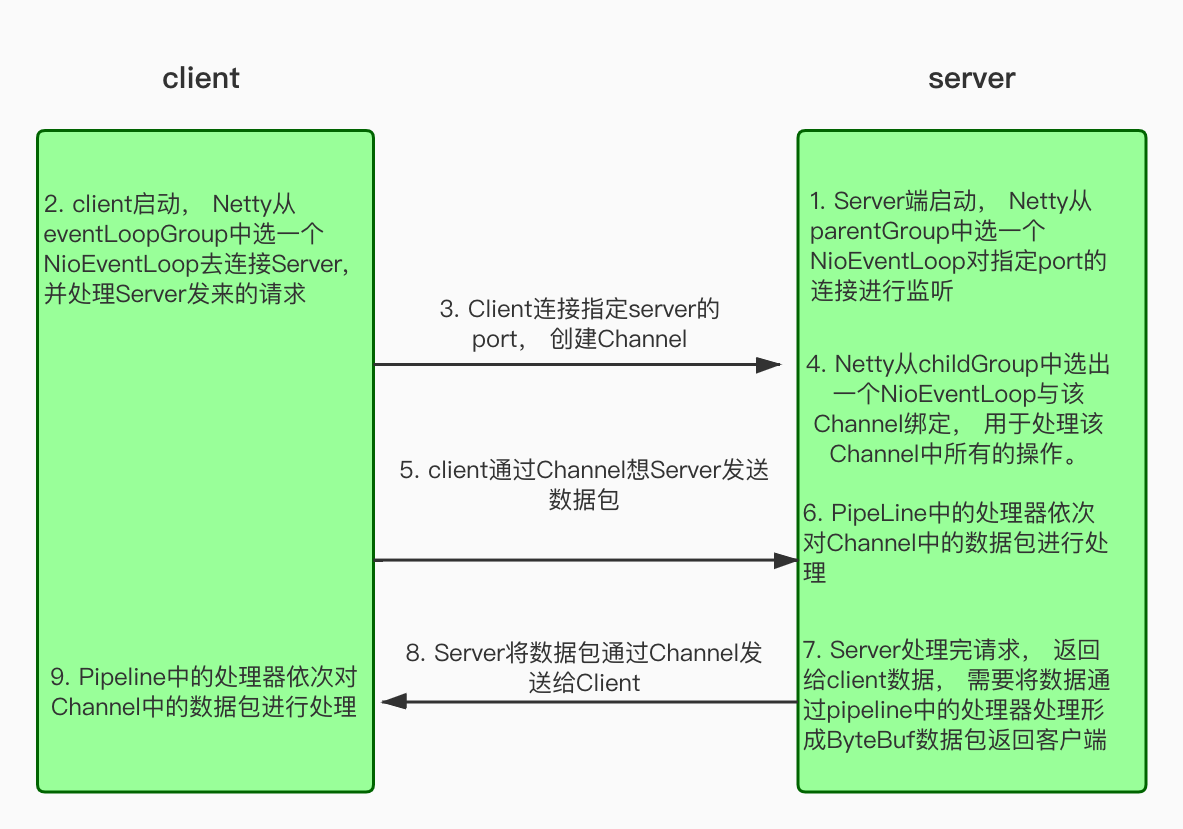 client
server
2. client启动， Netty从
eventLoopGroup中选一个
NioEventLoop去连接Server,
并处理Server发来的请求
1. Server端启动， Netty从
parentGroup中选一个
NioEventLoop对指定port的
连接进行监听
3. Client连接指定server的
port， 创建Channel
4. Netty从childGroup中选出
一个NioEventLoop与该
Channel绑定， 用于处理该
Channel中所有的操作。
5. client通过Channel想Server发送
数据包
6. PipeLine中的处理器依次
对Channel中的数据包进行处
理
7. Server处理完请求， 返回
给client数据， 需要将数据通
过pipeline中的处理器处理形
成ByteBuf数据包返回客户端
8. Server将数据包通过Channel发
送给Client
9. Pipeline中的处理器依次对
Channel中的数据包进行处理